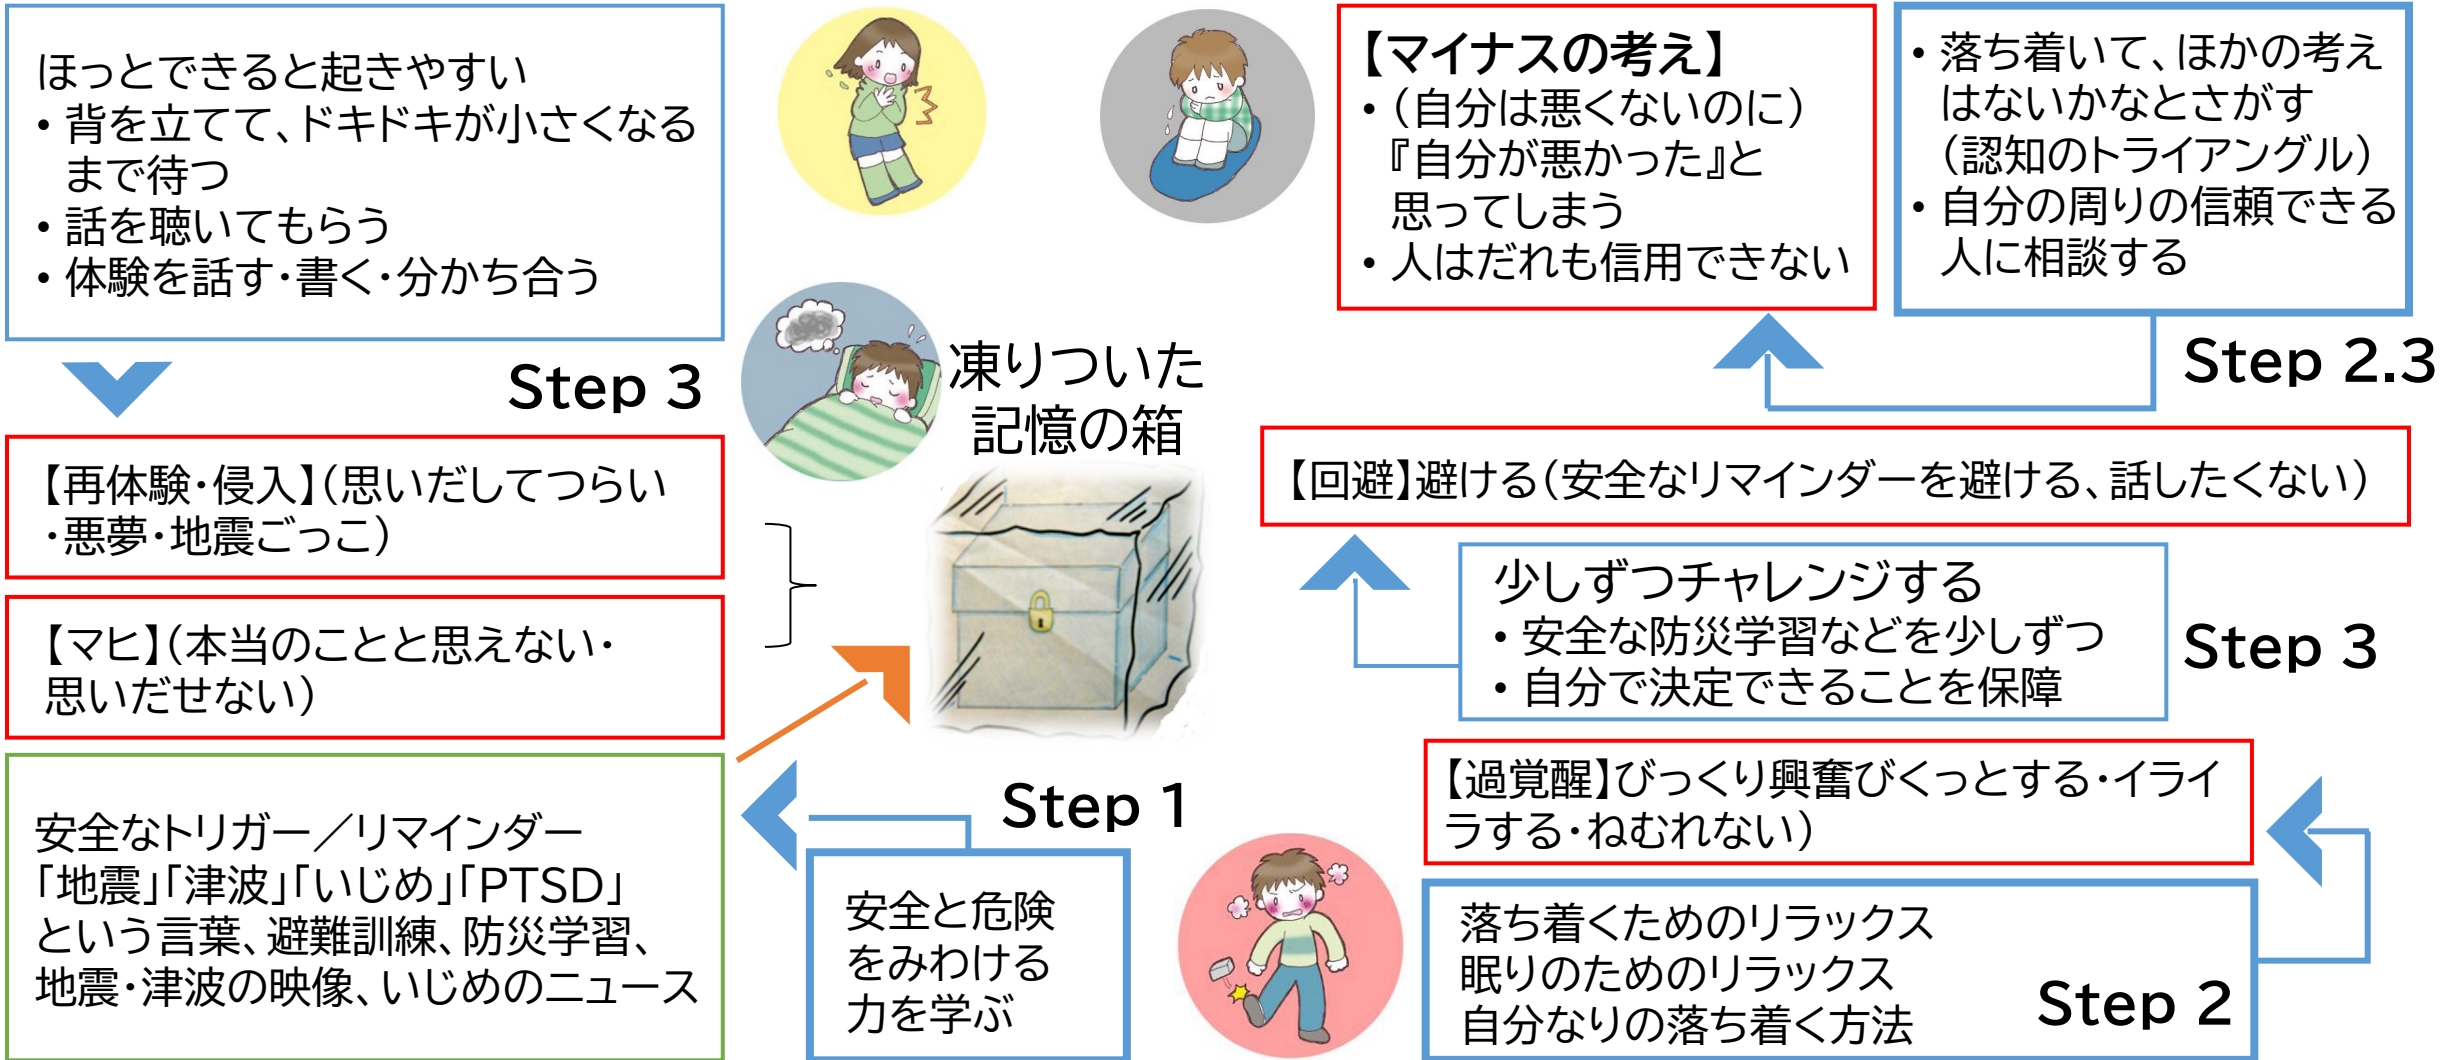 ほっとできると起きやすい
・背を立てて、ドキドキが小さくなる
まで待つ
・話を聴いてもらう
・体験を話す・書く・分かち合う
Step 3
【再体験・侵入】（思いだしてつらい
・悪夢・地震ごっこ）
【マヒ】（本当のことと思えない・
思いだせない）
安全なトリガー／リマインダー
「地震」「津波」「いじめ」「PTSD」
という言葉、避難訓練、防災学習、
地震・津波の映像、いじめのニュース
凍りついた
記憶の箱
Step 1
安全と危険
をみわける
力を学ぶ
【マイナスの考え】
・（自分は悪くないのに）
『自分が悪かった』と
思ってしまう
・人はだれも信用できない
・落ち着いて、ほかの考え
はないかなとさがす
（認知のトライアングル）
・自分の周りの信頼できる
人に相談する
Step 2.3
【回避】避ける（安全なリマインダーを避ける、話したくない）
少しずつチャレンジする
・安全な防災学習などを少しずつ
・自分で決定できることを保障
Step 3
【過覚醒】びっくり興奮びくっとする・イライ
ラする・ねむれない）
落ち着くためのリラックス
眠りのためのリラックス
自分なりの落ち着く方法
Step 2